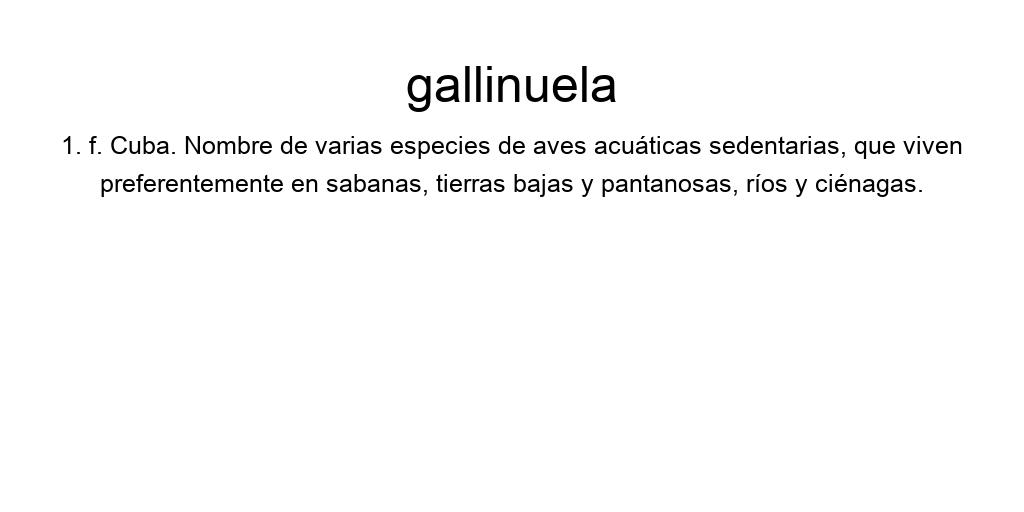 gallinuela
1. f. Cuba. Nombre de varias especies de aves acuáticas sedentarias, que viven
preferentemente en sabanas, tierras bajas y pantanosas, ríos y ciénagas.